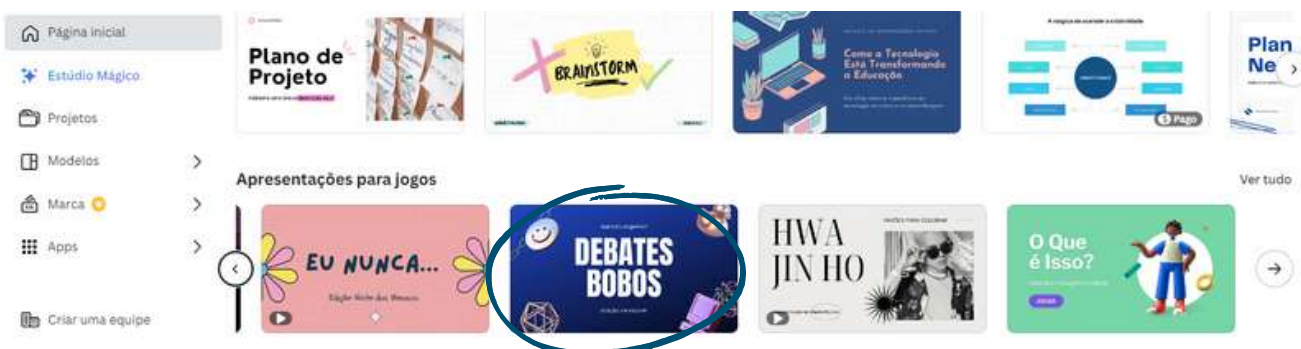 Página inicial
Estúdio Mágico
Projetos
Modelos
Marca
Apps
Criar uma equipe
Plano de
Projeto
BRAINSTORM
Como a Tecnologia
Está Transformando
a Educação
Pago
Plan
Ne
Apresentações para jogos
Ver tudo
EU NUNCA...
DEBATES
BOBOS
HWA
JIN HO
O Que
é Isso?